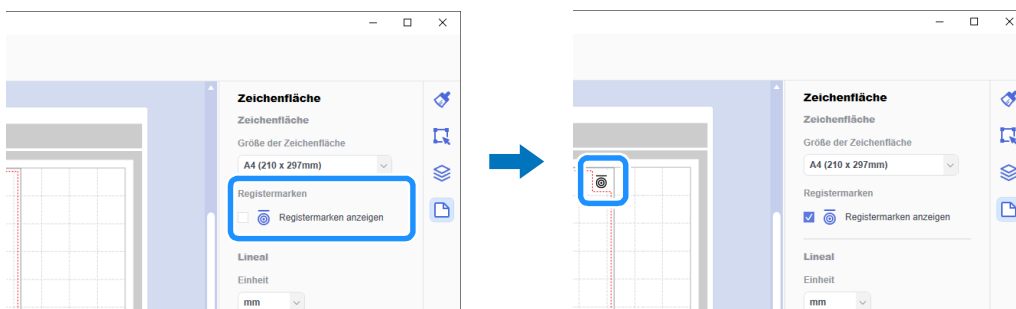 Zeichenfläche
Zeichenfläche
Größe der Zeichenfläche
A4 (210 x 297mm)
Registermarken
Registermarken anzeigen
Lineal
Einheit
mm
Zeichenfläche
Zeichenfläche
Größe der Zeichenfläche
A4 (210 x 297mm)
Registermarken
Registermarken anzeigen
Lineal
Einheit
mm